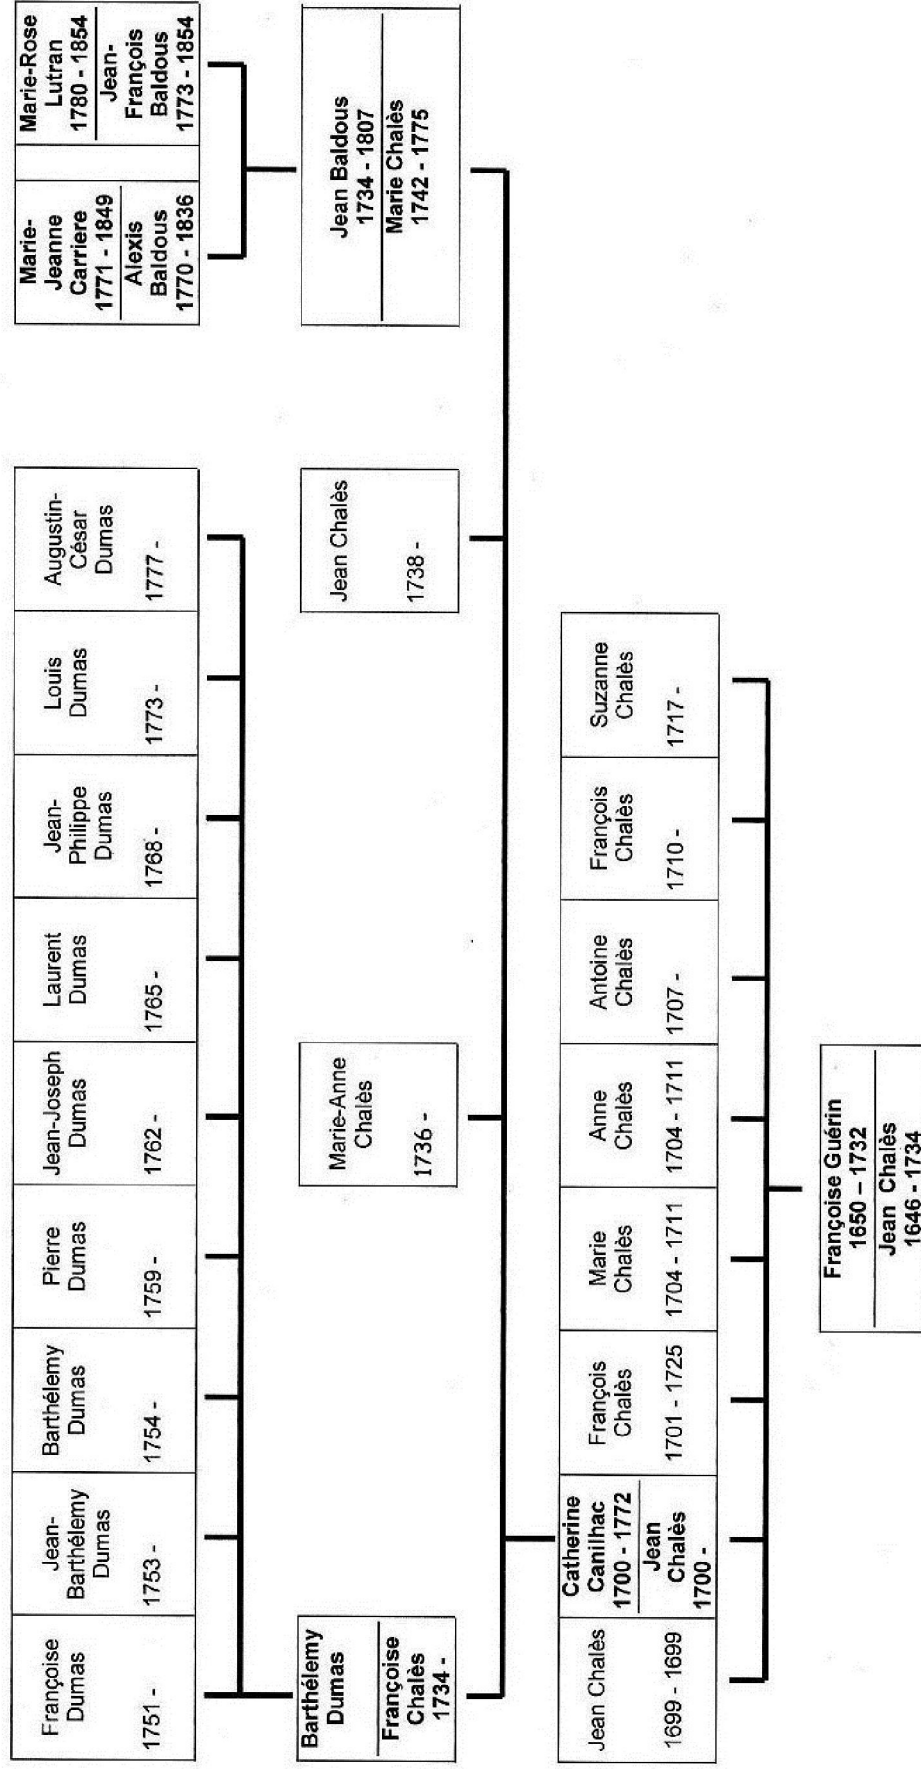 Françoise
Dumas
1751 -
Jean-
Barthélemy
Dumas
1753 -
Barthélemy
Dumas
1754 -
Pierre
Dumas
1759 -
Jean-Joseph
Dumas
1762 -
Laurent
Dumas
1765 -
Jean-
Philippe
Dumas
1768 -
Louis
Dumas
1773 -
Augustin-
César
Dumas
1777 -
Marie-
Jeanne
Carriere
1771 - 1849
Alexis
Baldous
1770 - 1836
Marie-Rose
Lutran
1780 - 1854
Jean-
François
Baldous
1773 - 1854
Barthélemy
Dumas
Françoise
Chalès
1734 -
Marie-Anne
Chalès
1736 -
Jean Chalès
1738 -
Jean Baldous
1734 - 1807
Marie Chalès
1742 - 1775
Jean Chalès
1699 - 1699
Catherine
Canilhac
1700 - 1772
Jean
Chalès
1700 -
François
Chalès
1701 - 1725
Marie
Chalès
1704 - 1711
Anne
Chalès
1704 - 1711
Antoine
Chalès
1707 -
François
Chalès
1710 -
Suzanne
Chalès
1717 -
Françoise Guérin
1650 – 1732
Jean Chalès
1646 - 1734